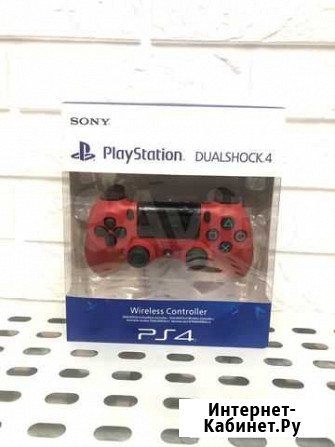 SONY
PlayStation. DUALSHOCK.4
Wireless Controller
PS4
Интернет-
Кабинет.Ру